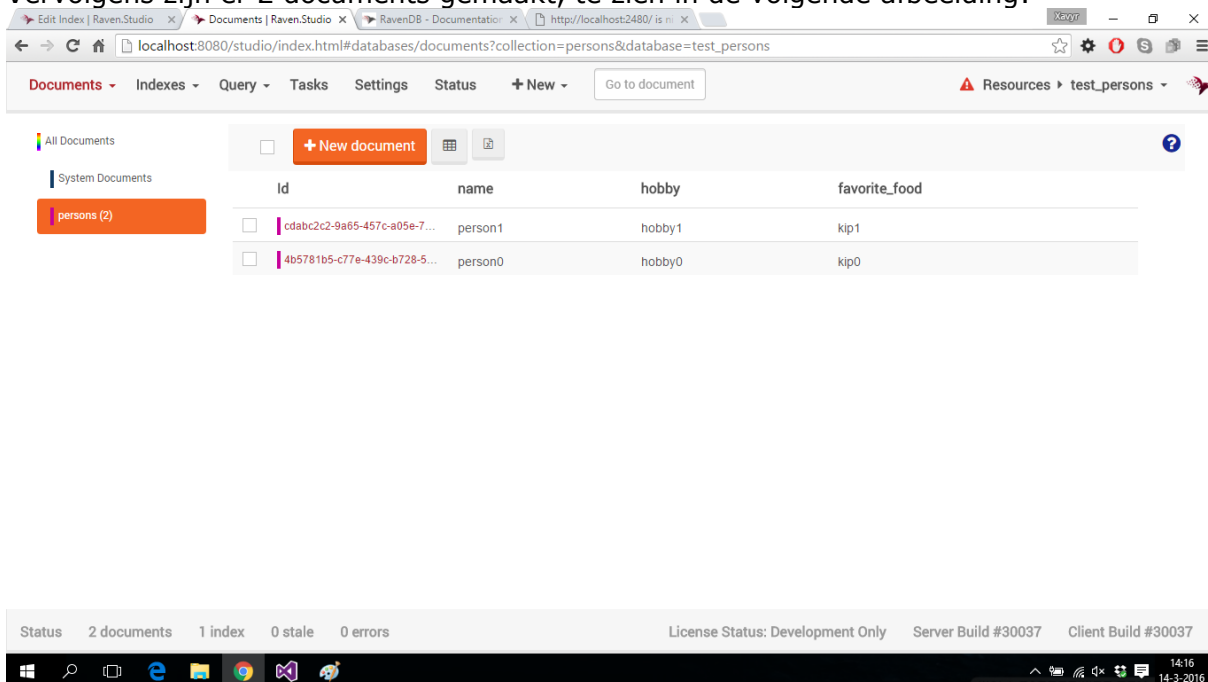 Vervolgens zijn er 2 documents gemaakt, te zien in de volgende afbeelding:
Edit Index | Raven.Studio Documents | Raven.Studio RavenDB - Documentation http://localhost:2480/ is ni Xavyr
localhost:8080/studio/index.html#databases/documents?collection=persons&database=test_persons
Documents Indexes Query Tasks Settings Status + New Go to document Resources test_persons
All Documents
System Documents
persons (2)
+ New document
Id name hobby favorite_food
cdabc2c2-9a65-457c-a05e-7... person1 hobby1 kip1
4b5781b5-c77e-439c-b728-5... person0 hobby0 kip0
Status 2 documents 1 index 0 stale 0 errors License Status: Development Only Server Build #30037 Client Build #30037
14:16
14-3-2016